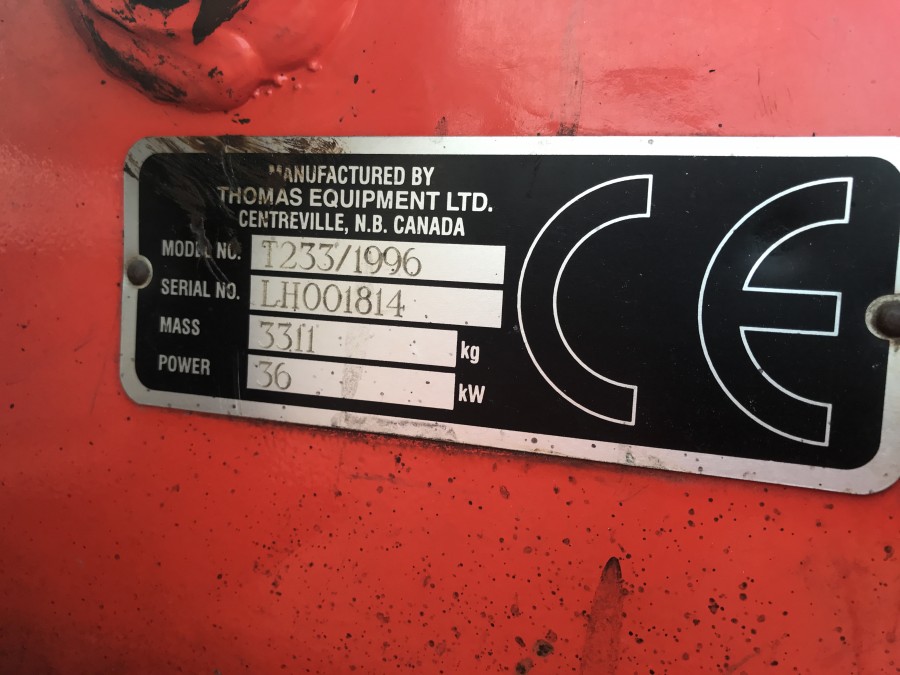 MANUFACTURED BY
THOMAS EQUIPMENT LTD.
CENTREVILLE, N.B. CANADA
MODEL NO. T233/1996
SERIAL NO. LH001814
MASS 3311 kg
POWER 36 kW
CE